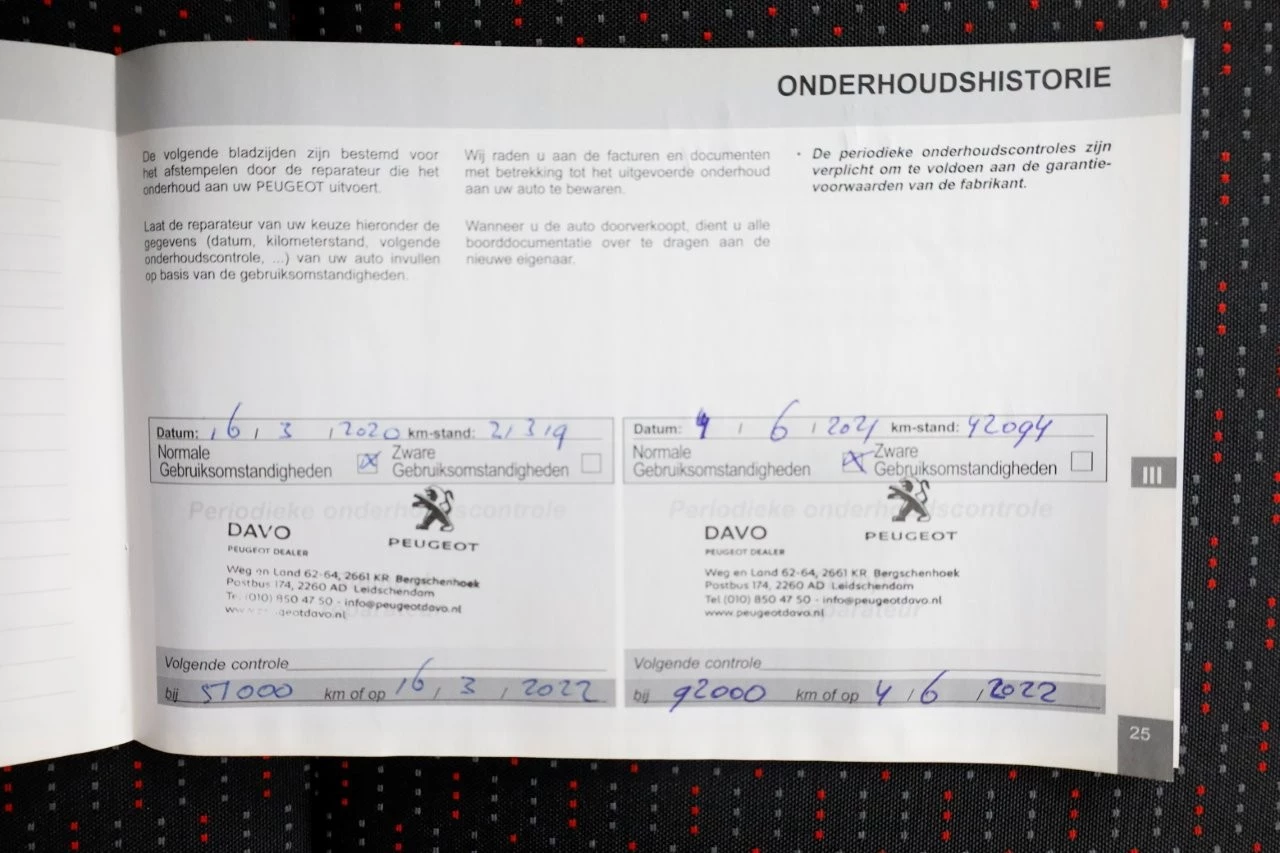 ONDERHOUDSHISTORIE
De volgende bladzijden zijn bestemd voor
het afstempelen door de reparateur die het
onderhoud aan uw PEUGEOT uitvoert.
Laat de reparateur van uw keuze hieronder de
gegevens (datum, kilometerstand, volgende
onderhoudscontrole, ...) van uw auto invullen
op basis van de gebruiksomstandigheden.
Wij raden u aan de facturen en documenten
met betrekking tot het uitgevoerde onderhoud
aan uw auto te bewaren.
Wanneer u de auto doorverkoopt, dient u alle
boorddocumentatie over te dragen aan de
nieuwe eigenaar.
· De periodieke onderhoudscontroles zijn
verplicht om te voldoen aan de garantie-
voorwaarden van de fabrikant.
Datum: 16 / 3 / 2020 km-stand: 21319
Normale
Gebruiksomstandigheden
Zware
Gebruiksomstandigheden
Periodieke onderhoudscontrole
DAVO
PEUGEOT DEALER
PEUGEOT
Weg en Land 62-64, 2661 KR Bergschenhoek
Postbus 174, 2260 AD Leidschendam
(010) 850 47 50 - info@peugeotdavo.nl
Volgende controle
bij 51000 km of op 16 / 3 / 2022
Datum: 4 / 6 / 2021 km-stand: 42094
Normale
Gebruiksomstandigheden
Zware
Gebruiksomstandigheden
Periodieke onderhoudscontrole
DAVO
PEUGEOT DEALER
PEUGEOT
Weg en Land 62-64, 2661 KR Bergschenhoek
Postbus 174, 2260 AD Leidschendam
Tel (010) 850 47 50 - info@peugeotdavo.nl
www.peugeotdavo.nl
Volgende controle
bij 92000 km of op 4 / 6 / 2022
III
25